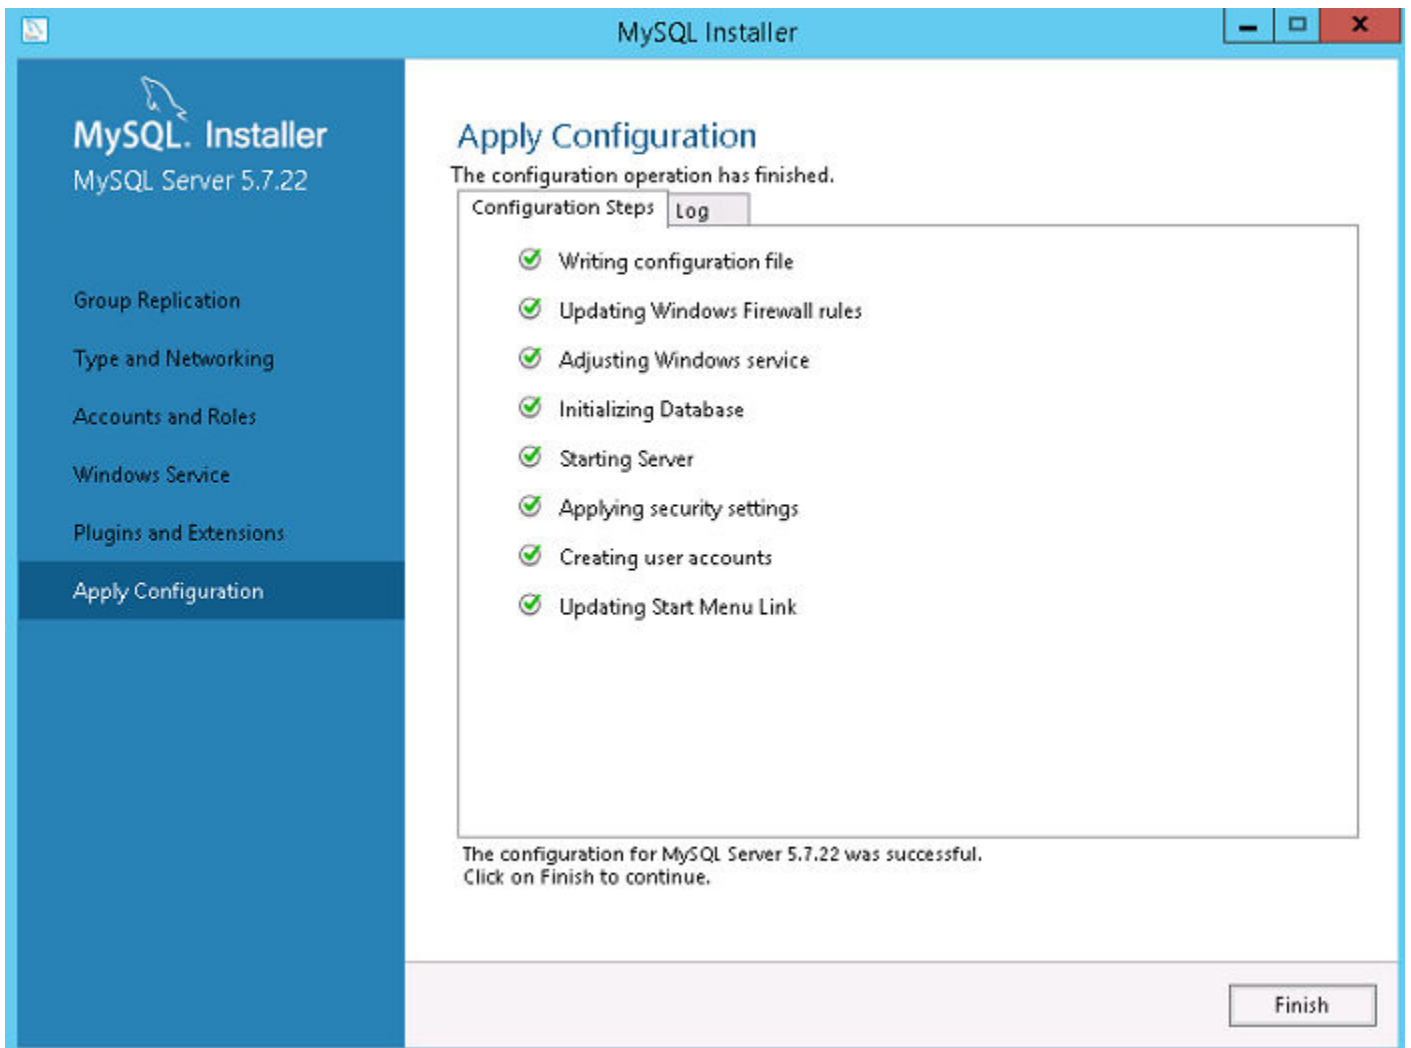 MySQL Installer
MySQL. Installer
MySQL Server 5.7.22
Group Replication
Type and Networking
Accounts and Roles
Windows Service
Plugins and Extensions
Apply Configuration
Apply Configuration
The configuration operation has finished.
Configuration Steps
Log
Writing configuration file
Updating Windows Firewall rules
Adjusting Windows service
Initializing Database
Starting Server
Applying security settings
Creating user accounts
Updating Start Menu Link
The configuration for MySQL Server 5.7.22 was successful.
Click on Finish to continue.
Finish